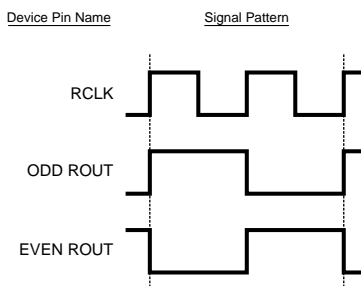 Device Pin Name Signal Pattern
RCLK
ODD ROUT
EVEN ROUT